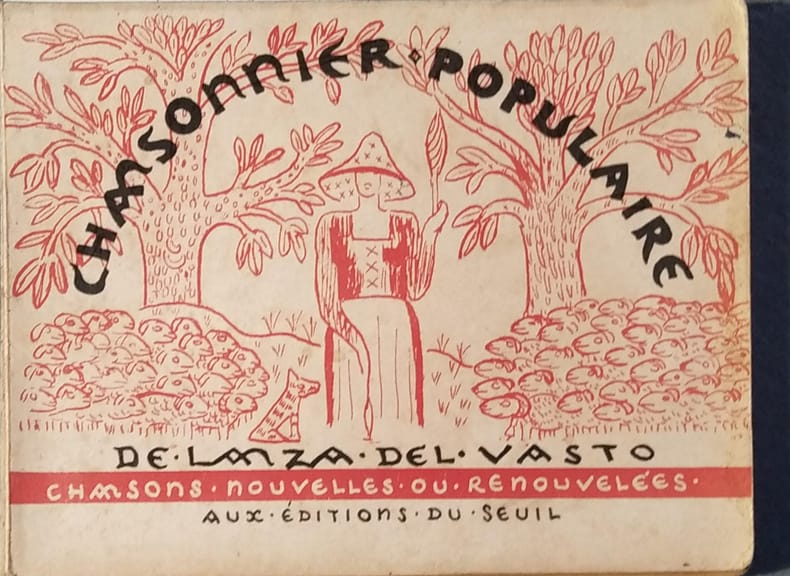 CHANSONNIER · POPULAIRE
DE · LANZA · DEL · VASTO
CHANSONS · NOUVELLES · OU · RENOUVELÉES ·
AUX · ÉDITIONS · DU · SEUIL